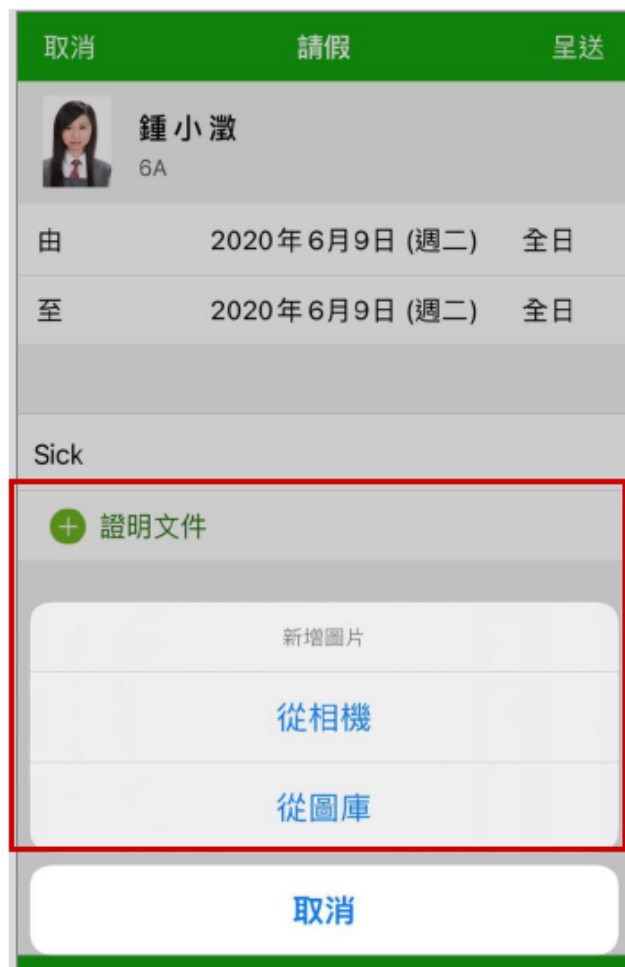 取消 請假 呈送
鍾小澂
6A
由 2020年6月9日 (週二) 全日
至 2020年6月9日 (週二) 全日
Sick
證明文件
新增圖片
從相機
從圖庫
取消